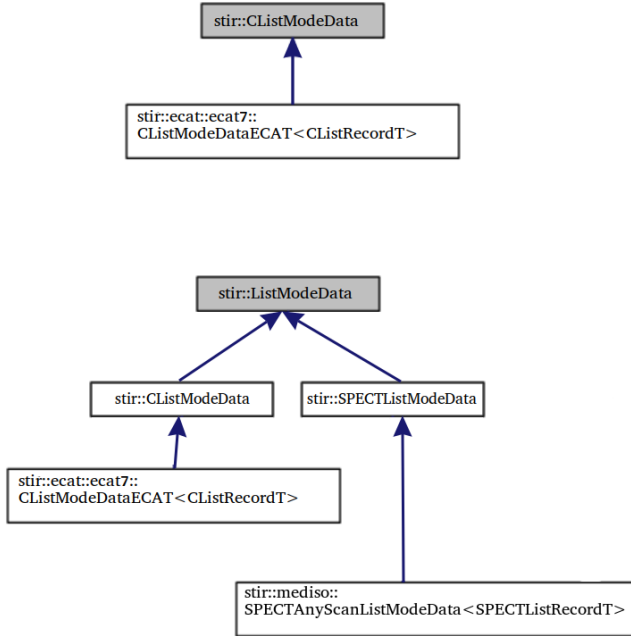 stir::CListModeData
stir::ecat::ecat7::
CListModeDataECAT<CListRecordT>
stir::ListModeData
stir::CListModeData
stir::SPECTListModeData
stir::ecat::ecat7::
CListModeDataECAT<CListRecordT>
stir::mediso::
SPECTAnyScanListModeData<SPECTListRecordT>